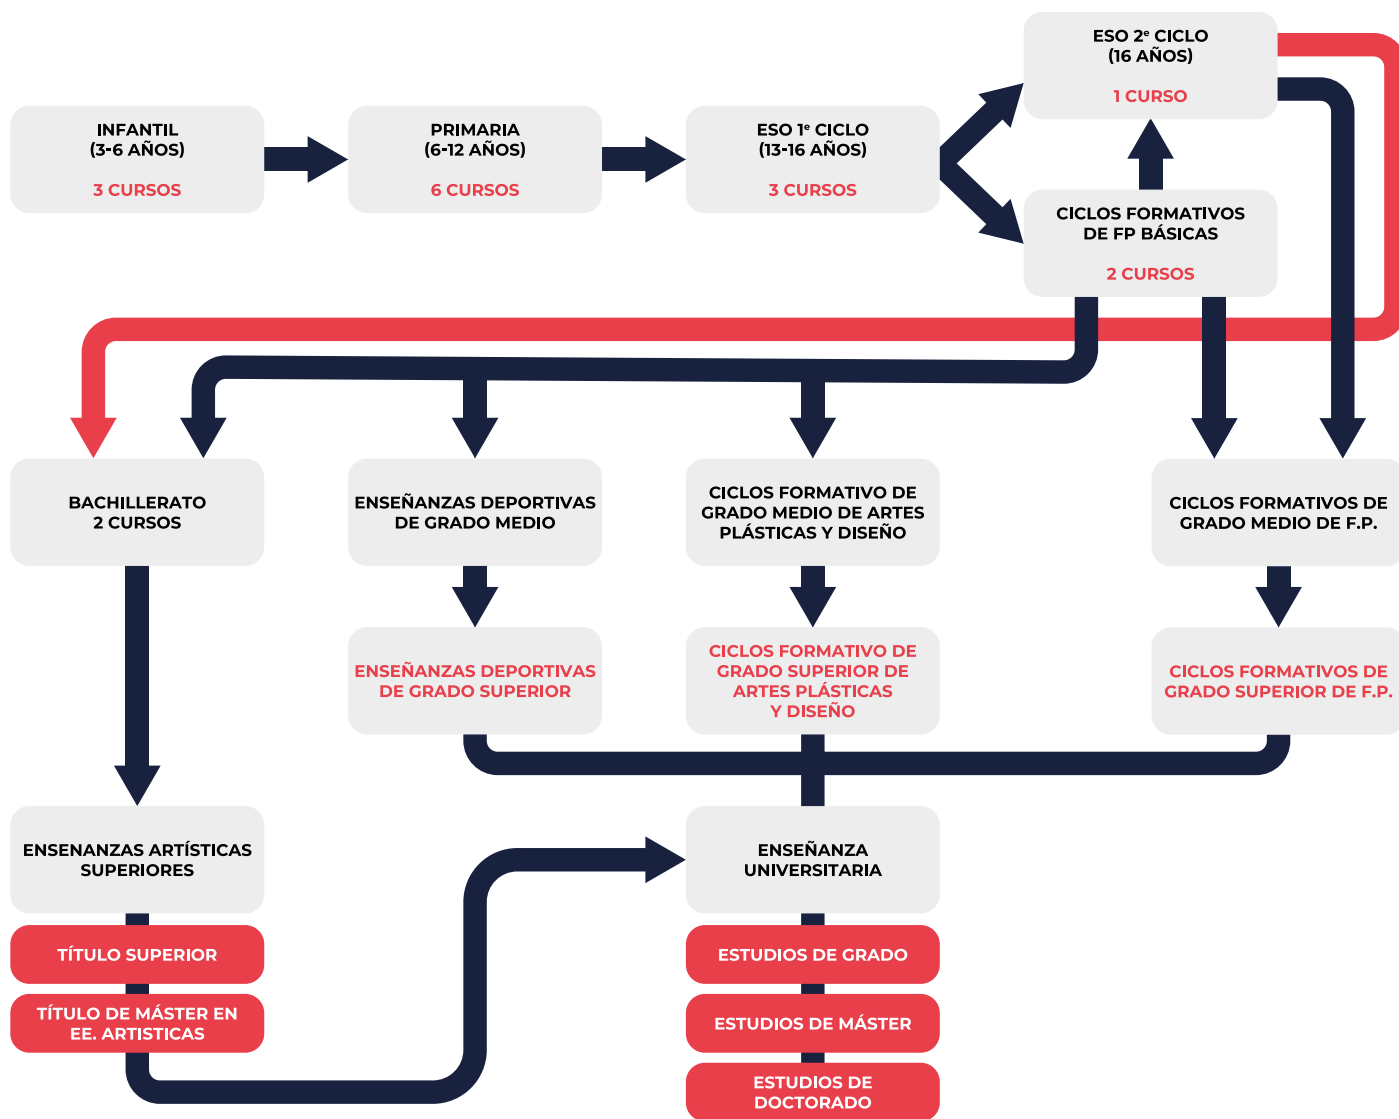 INFANTIL
(3-6 AÑOS)
3 CURSOS
PRIMARIA
(6-12 AÑOS)
6 CURSOS
ESO 1º CICLO
(13-16 AÑOS)
3 CURSOS
ESO 2º CICLO
(16 AÑOS)
1 CURSO
CICLOS FORMATIVOS
DE FP BÁSICAS
2 CURSOS
BACHILLERATO
2 CURSOS
ENSEÑANZAS DEPORTIVAS
DE GRADO MEDIO
CICLOS FORMATIVO DE
GRADO MEDIO DE ARTES
PLÁSTICAS Y DISEÑO
CICLOS FORMATIVOS DE
GRADO MEDIO DE F.P.
ENSEÑANZAS DEPORTIVAS
DE GRADO SUPERIOR
CICLOS FORMATIVO DE
GRADO SUPERIOR DE
ARTES PLÁSTICAS
Y DISEÑO
CICLOS FORMATIVOS DE
GRADO SUPERIOR DE F.P.
ENSENANZAS ARTÍSTICAS
SUPERIORES
TÍTULO SUPERIOR
TÍTULO DE MÁSTER EN
EE. ARTISTICAS
ENSEÑANZA
UNIVERSITARIA
ESTUDIOS DE GRADO
ESTUDIOS DE MÁSTER
ESTUDIOS DE
DOCTORADO